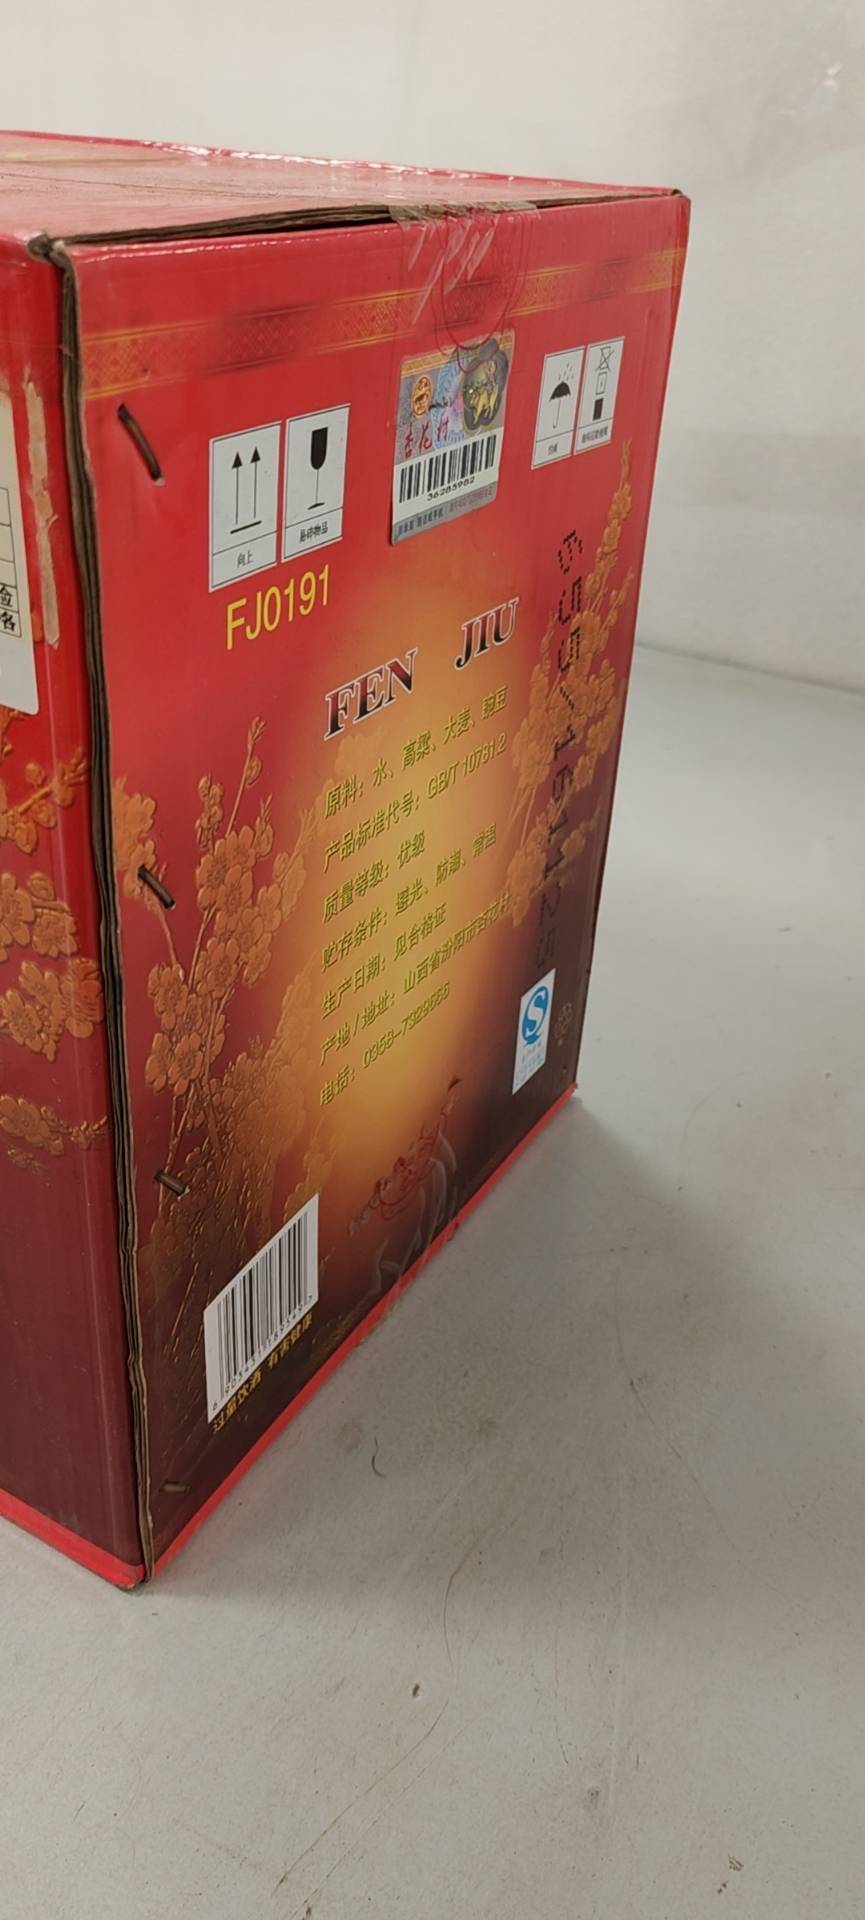 杏花村
36285982
向上
易碎物品
怕雨
FJ0191
FEN JIU
原料：水、高粱、大麦、豌豆
产品标准代号：GB/T 10781.2
质量等级：优级
贮存条件：避光、防潮、常温
生产日期：见合格证
产地/地址：山西省汾阳市杏花村
电话：0358-7329666
过量饮酒 有害健康